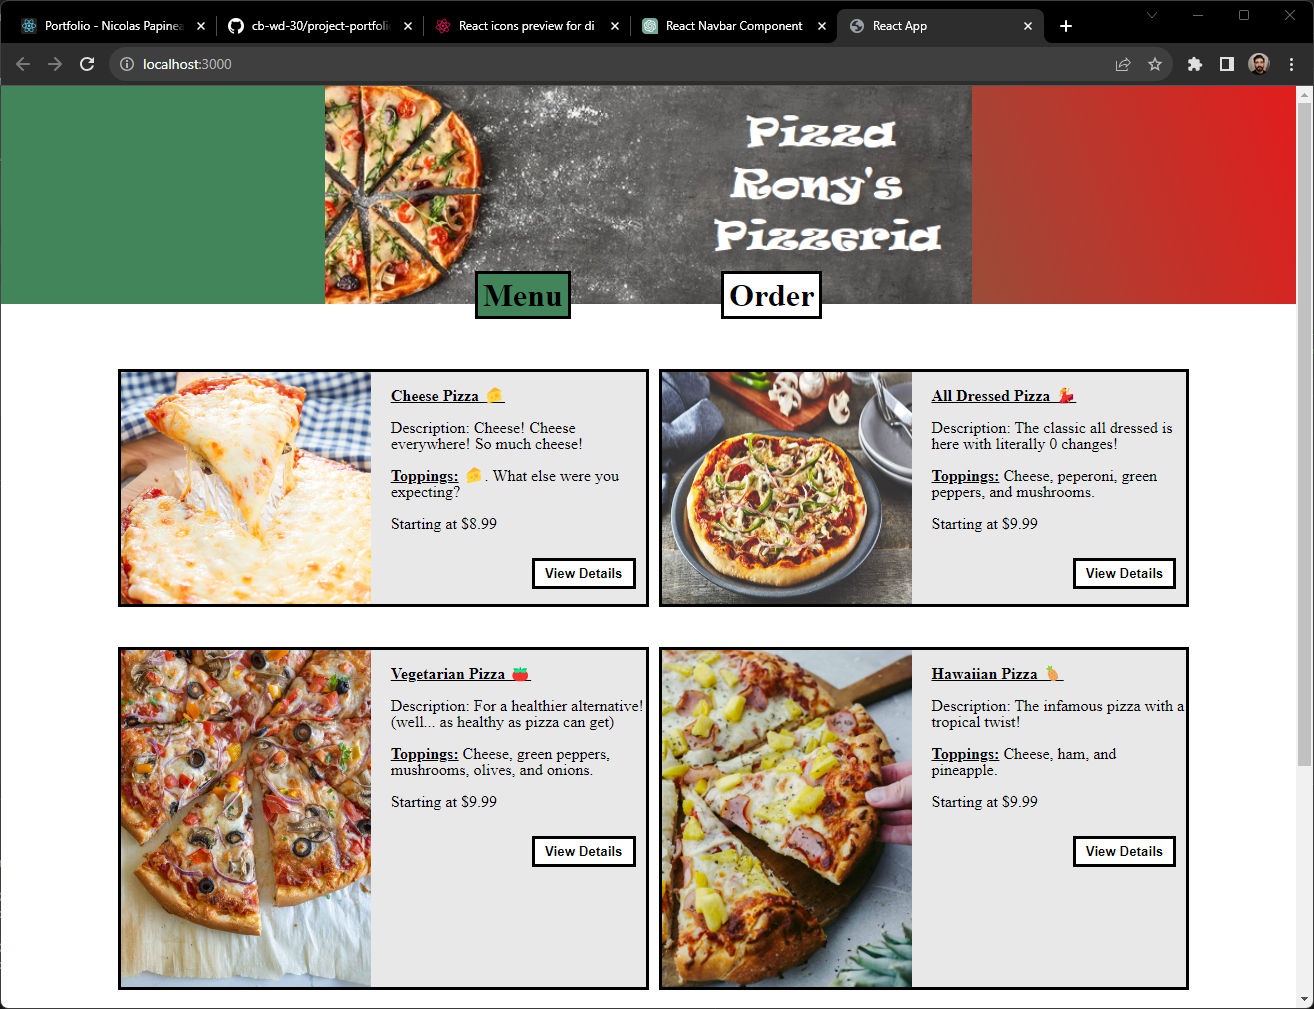 Portfolio - Nicolas Papinea
cb-wd-30/project-portfolio
React icons preview for di
React Navbar Component
React App
localhost:3000
Pizza
Rony's
Pizzeria
Menu
Order
Cheese Pizza 🧀
Description: Cheese! Cheese
everywhere! So much cheese!
Toppings: 🧀. What else were you
expecting?
Starting at $8.99
View Details
All Dressed Pizza 💃
Description: The classic all dressed is
here with literally 0 changes!
Toppings: Cheese, peperoni, green
peppers, and mushrooms.
Starting at $9.99
View Details
Vegetarian Pizza 🍅
Description: For a healthier alternative!
(well... as healthy as pizza can get)
Toppings: Cheese, green peppers,
mushrooms, olives, and onions.
Starting at $9.99
View Details
Hawaiian Pizza 🍍
Description: The infamous pizza with a
tropical twist!
Toppings: Cheese, ham, and
pineapple.
Starting at $9.99
View Details